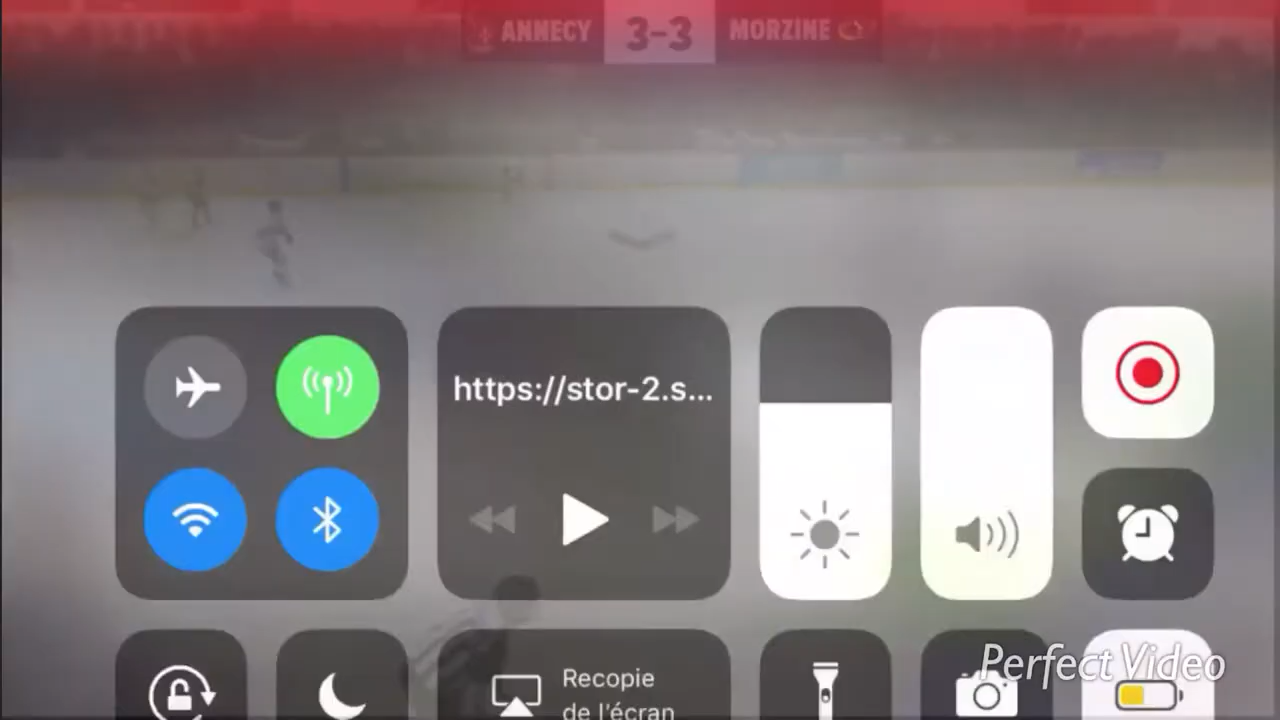 ANNECY 3-3 MORZINE
https://stor-2.s...
Recopie
de l'écran
Perfect Video